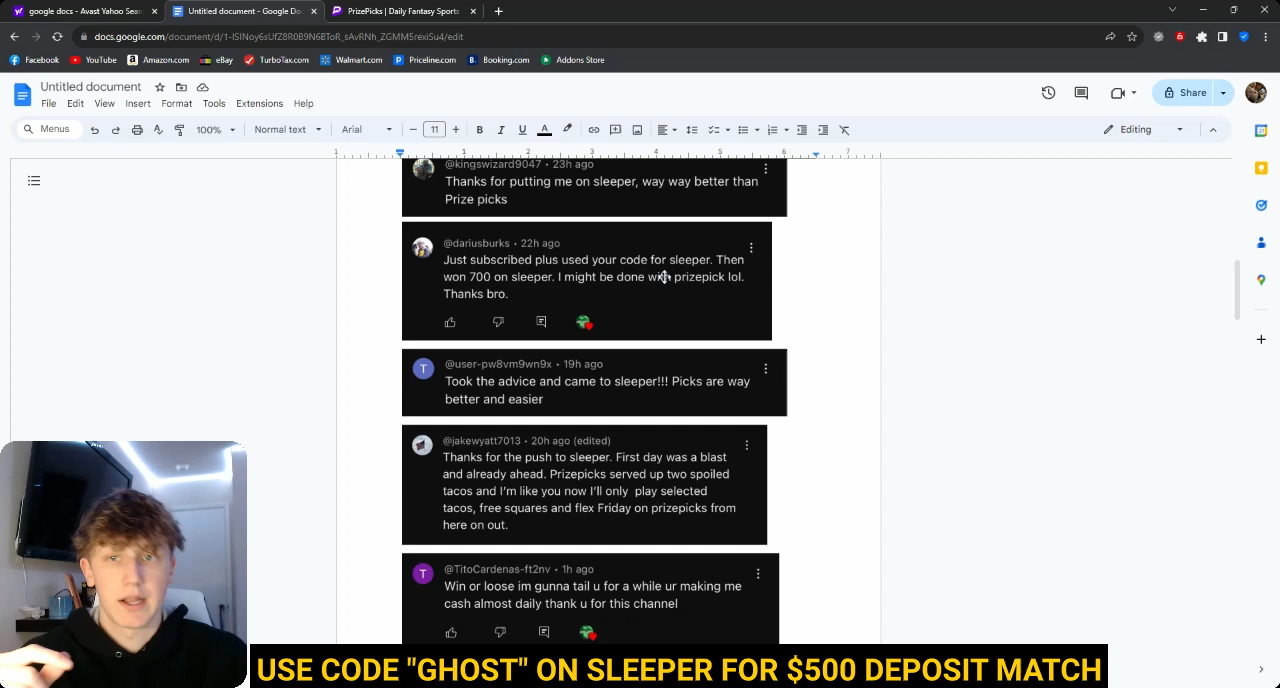 google docs - Avast Yahoo Sear
Untitled document - Google Do
PrizePicks | Daily Fantasy Sports
docs.google.com/document/d/1-ISINoy6sUfZ8R0B9N6BToR_sAvRNh_ZGMM5rexiSu4/edit
Facebook YouTube Amazon.com eBay TurboTax.com Walmart.com Priceline.com Booking.com Addons Store
Untitled document
File Edit View Insert Format Tools Extensions Help
Share
Menus 100% Normal text Arial 11 B I U A Editing
1 1 2 3 4 5 6 7
@kingswizard9047 • 23h ago
Thanks for putting me on sleeper, way way better than
Prize picks
@dariusburks • 22h ago
Just subscribed plus used your code for sleeper. Then
won 700 on sleeper. I might be done with prizepick lol.
Thanks bro.
T
@user-pw8vm9wn9x • 19h ago
Took the advice and came to sleeper!!! Picks are way
better and easier
@jakewyatt7013 • 20h ago (edited)
Thanks for the push to sleeper. First day was a blast
and already ahead. Prizepicks served up two spoiled
tacos and I'm like you now I'll only play selected
tacos, free squares and flex Friday on prizepicks from
here on out.
T
@TitoCardenas-ft2nv • 1h ago
Win or loose im gunna tail u for a while ur making me
cash almost daily thank u for this channel
USE CODE "GHOST" ON SLEEPER FOR $500 DEPOSIT MATCH